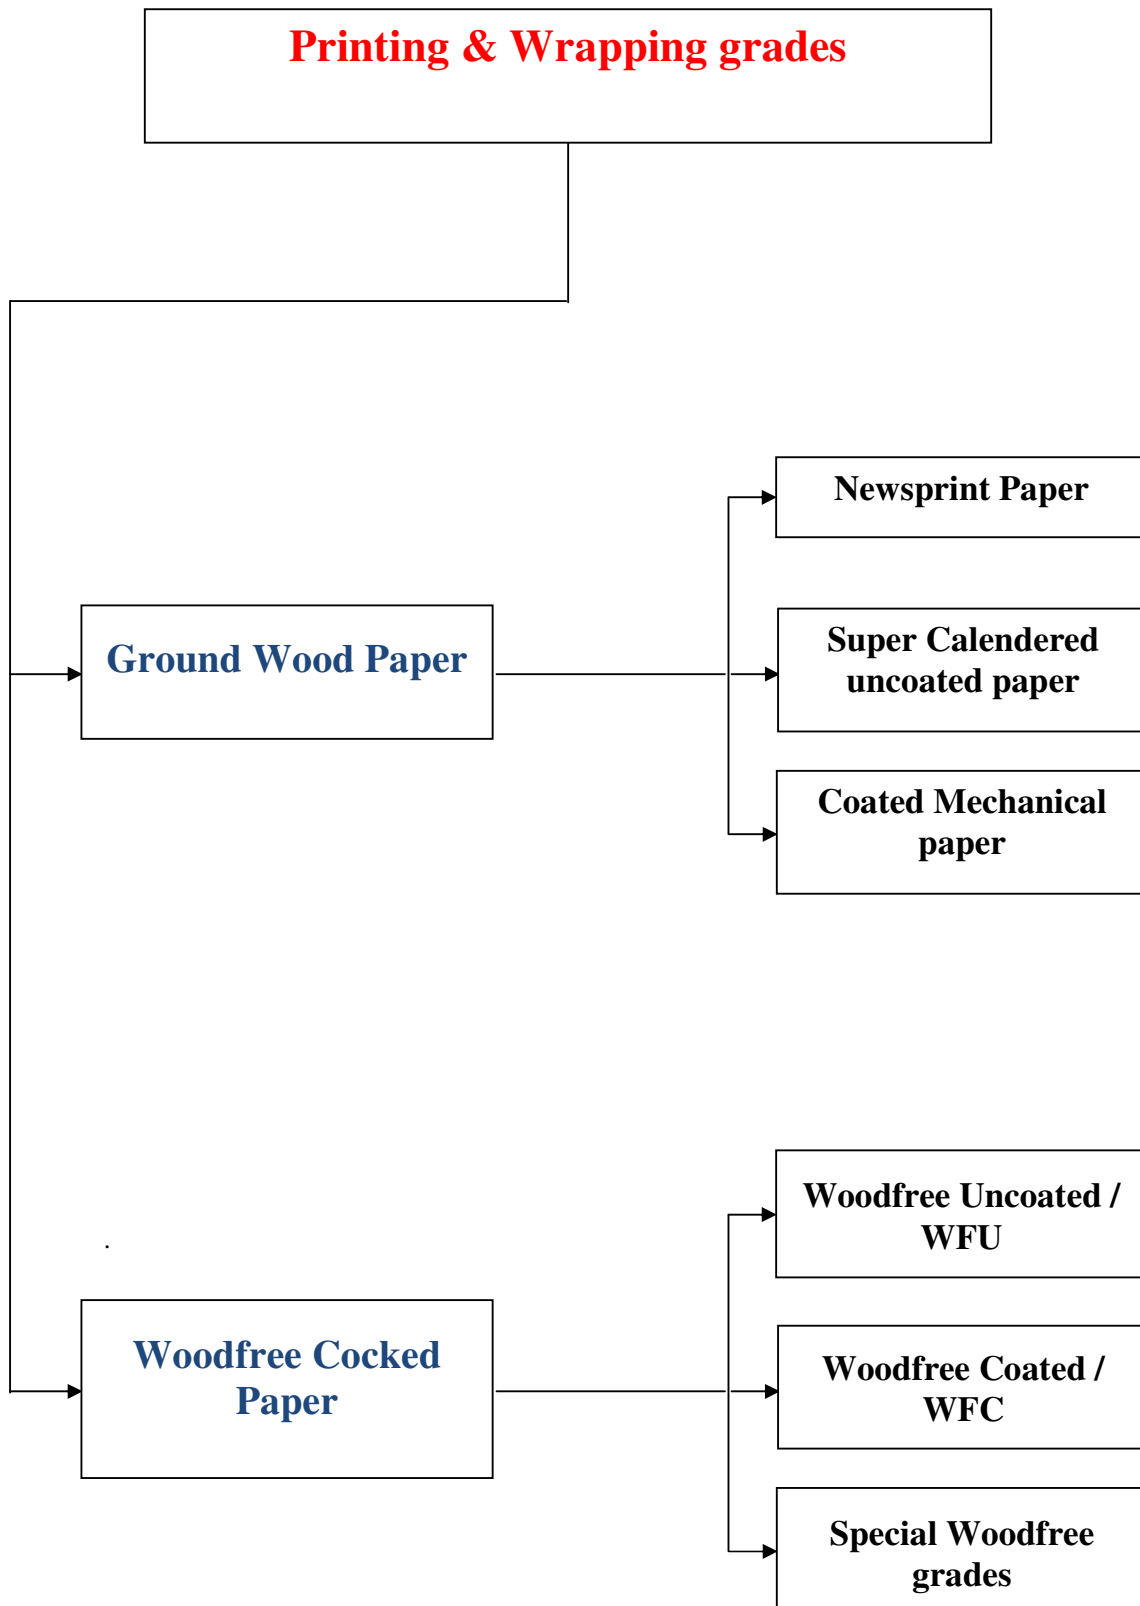 Printing & Wrapping grades
Newsprint Paper
Ground Wood Paper
Super Calendered
uncoated paper
Coated Mechanical
paper
Woodfree Uncoated /
WFU
.
Woodfree Cocked
Paper
Woodfree Coated /
WFC
Special Woodfree
grades